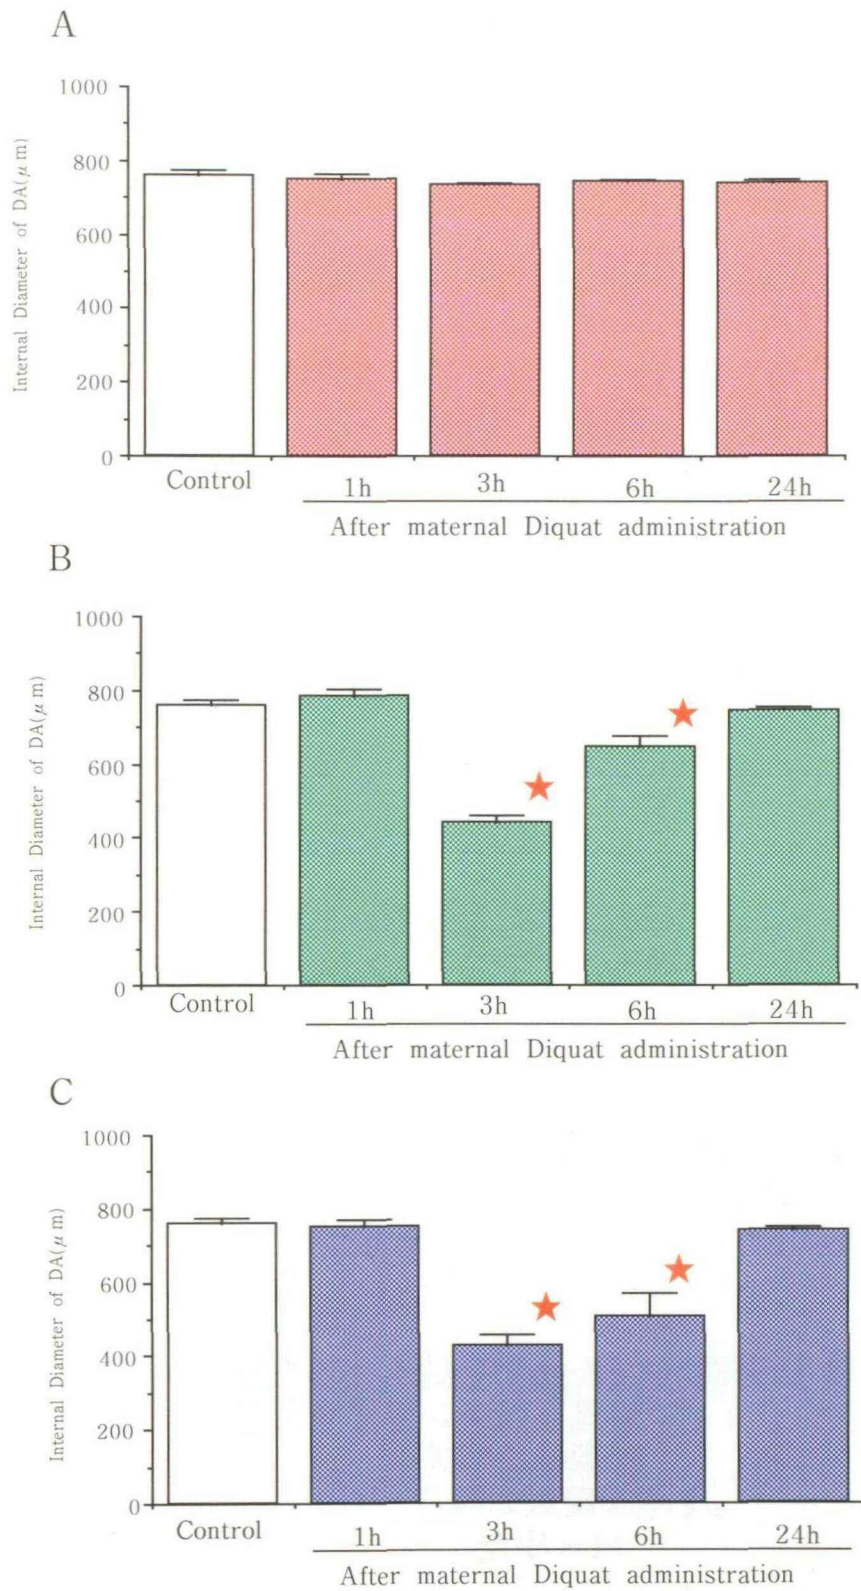 A
Internal Diameter of DA(μm)
1000
800
600
400
200
0
Control
1h
3h
6h
24h
After maternal Diquat administration
B
Internal Diameter of DA(μm)
1000
800
600
400
200
0
Control
1h
3h
6h
24h
After maternal Diquat administration
C
Internal Diameter of DA(μm)
1000
800
600
400
200
0
Control
1h
3h
6h
24h
After maternal Diquat administration